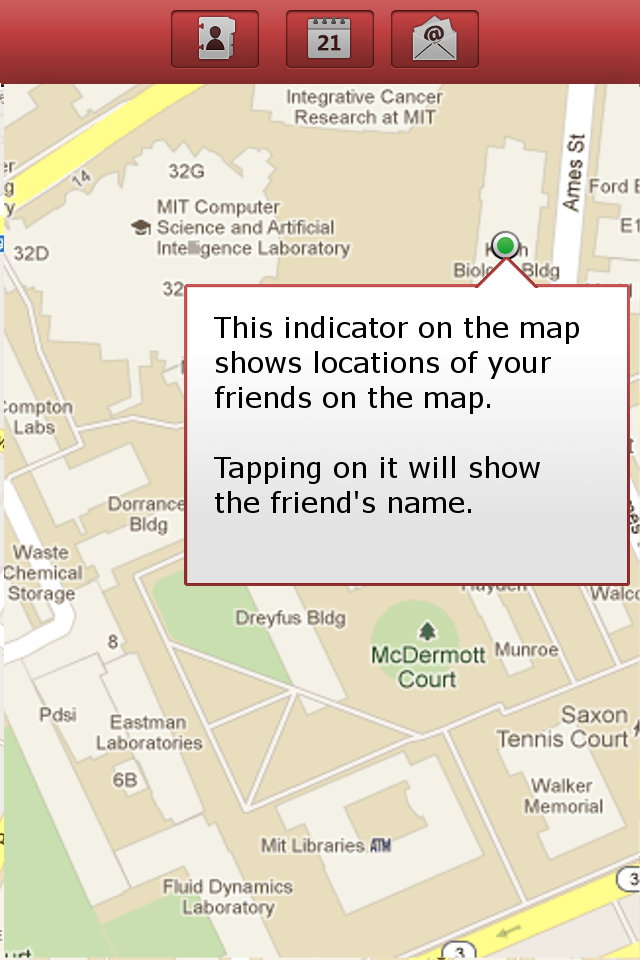 21
@
Integrative Cancer
Research at MIT
Ames St
14
32G
Ford
MIT Computer
Science and Artificial
Intelligence Laboratory
E1
32D
Bldg
32
This indicator on the map
shows locations of your
friends on the map.
Tapping on it will show
the friend's name.
Compton
Labs
Dorrance
Bldg
Waste
Chemical
Storage
Hayden
Dreyfus Bldg
8
McDermott
Court
Munroe
Pdsi
Eastman
Laboratories
Saxon
Tennis Court
6B
Walker
Memorial
Mit Libraries ATM
Fluid Dynamics
Laboratory
3
3